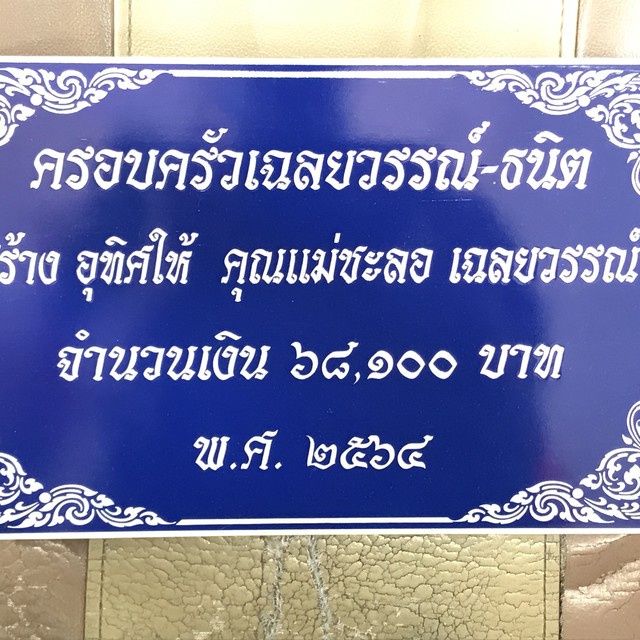 ครอบครัวเฉลยวรรณ์-ธนิต
สร้าง อุทิศให้ คุณแม่ชะลอ เฉลยวรรณ์
จำนวนเงิน ๖๘,๑๐๐ บาท
พ.ศ. ๒๕๖๔